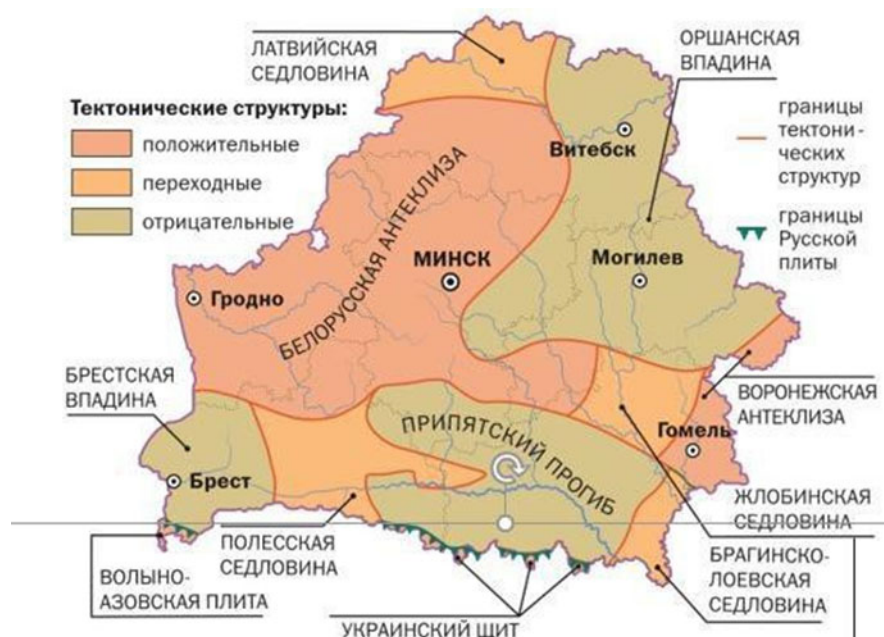 ЛАТВИЙСКАЯ
СЕДЛОВИНА
ОРШАНСКАЯ
ВПАДИНА
Тектонические структуры:
положительные
переходные
отрицательные
границы
тектони-
ческих
структур
границы
Русской
плиты
Витебск
БЕЛОРУССКАЯ АНТЕКЛИЗА
МИНСК
Могилев
Гродно
БРЕСТСКАЯ
ВПАДИНА
ВОРОНЕЖСКАЯ
АНТЕКЛИЗА
ПРИПЯТСКИЙ ПРОГИБ
Гомель
Брест
ЖЛОБИНСКАЯ
СЕДЛОВИНА
ПОЛЕССКАЯ
СЕДЛОВИНА
БРАГИНСКО-
ЛОЕВСКАЯ
СЕДЛОВИНА
ВОЛЫНО-
АЗОВСКАЯ ПЛИТА
УКРАИНСКИЙ ЩИТ